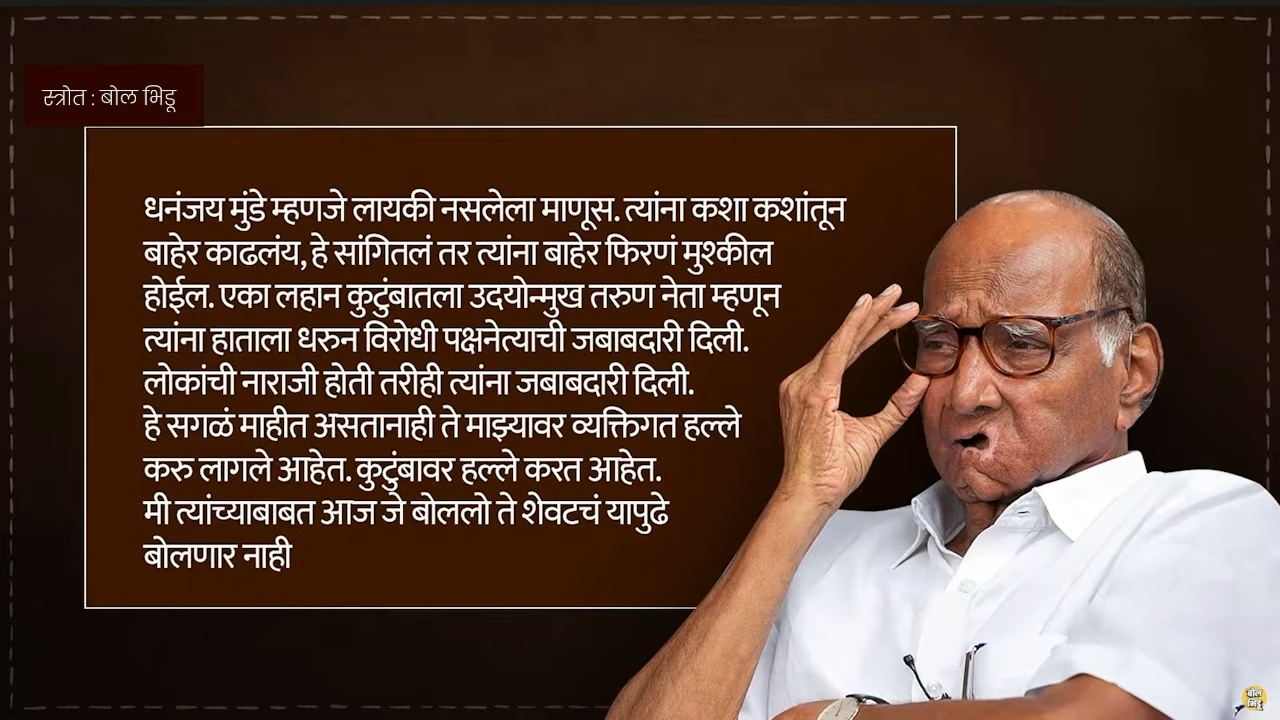 स्त्रोत : बोल भिडू
धनंजय मुंडे म्हणजे लायकी नसलेला माणूस. त्यांना कशा कशांतून
बाहेर काढलंय, हे सांगितलं तर त्यांना बाहेर फिरणं मुश्कील
होईल. एका लहान कुटुंबातला उदयोन्मुख तरुण नेता म्हणून
त्यांना हाताला धरुन विरोधी पक्षनेत्याची जबाबदारी दिली.
लोकांची नाराजी होती तरीही त्यांना जबाबदारी दिली.
हे सगळं माहीत असतानाही ते माझ्यावर व्यक्तिगत हल्ले
करु लागले आहेत. कुटुंबावर हल्ले करत आहेत.
मी त्यांच्याबाबत आज जे बोललो ते शेवटचं यापुढे
बोलणार नाही
बोल
भिडू